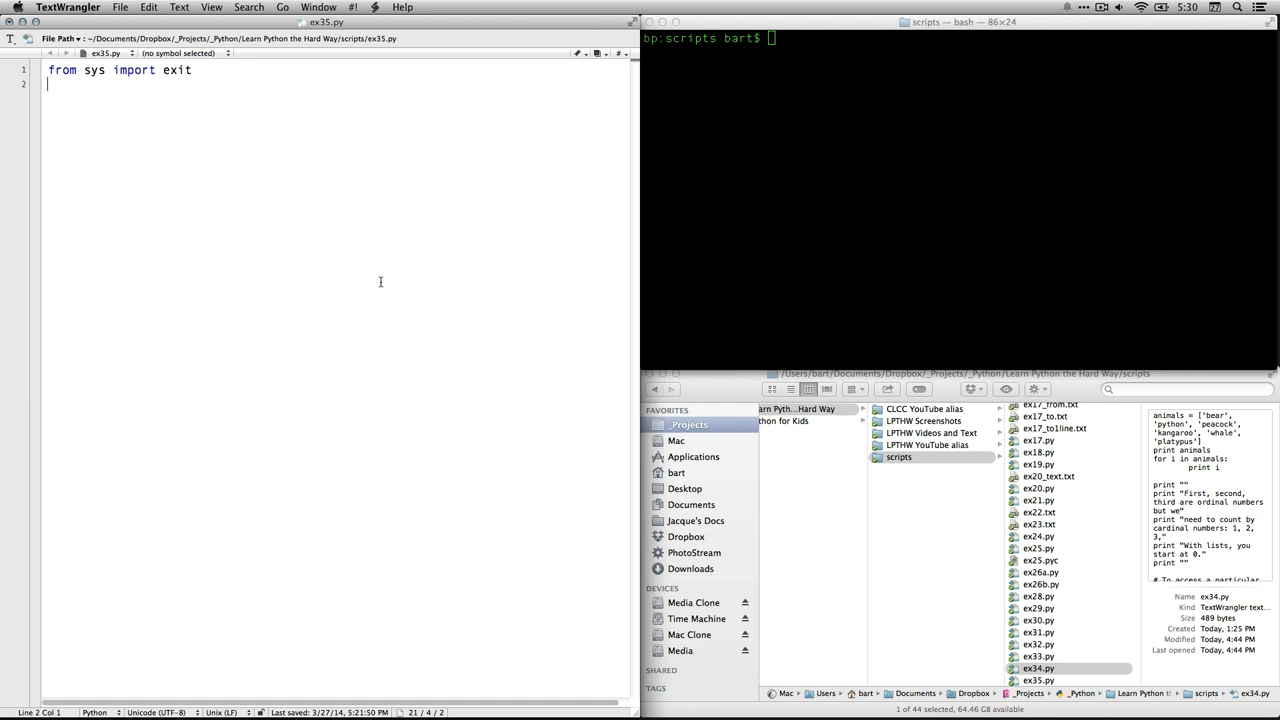 TextWrangler File Edit Text View Search Go Window #! Help 5:30 27
ex35.py
File Path ▾ : ~/Documents/Dropbox/_Projects/_Python/Learn Python the Hard Way/scripts/ex35.py
ex35.py (no symbol selected)
1 from sys import exit
2
Line 2 Col 1 Python Unicode (UTF-8) Unix (LF) Last saved: 3/27/14, 5:21:50 PM 21 / 4 / 2
scripts — bash — 86×24
bp:scripts bart$
/Users/bart/Documents/Dropbox/_Projects/_Python/Learn Python the Hard Way/scripts
FAVORITES
_Projects
Mac
Applications
bart
Desktop
Documents
Jacque's Docs
Dropbox
PhotoStream
Downloads
DEVICES
Media Clone
Time Machine
Mac Clone
Media
SHARED
TAGS
arn Pyth...Hard Way
thon for Kids
CLCC YouTube alias
LPTHW Screenshots
LPTHW Videos and Text
LPTHW YouTube alias
scripts
ex17_from.txt
ex17_to.txt
ex17_to1line.txt
ex17.py
ex18.py
ex19.py
ex20_text.txt
ex20.py
ex21.py
ex22.txt
ex23.txt
ex24.py
ex25.py
ex25.pyc
ex26a.py
ex26b.py
ex28.py
ex29.py
ex30.py
ex31.py
ex32.py
ex33.py
ex34.py
ex35.py
animals = ['bear',
'python', 'peacock',
'kangaroo', 'whale',
'platypus']
print animals
for i in animals:
print i
print ""
print "First, second,
third are ordinal numbers
but we"
print "need to count by
cardinal numbers: 1, 2,
3,"
print "With lists, you
start at 0."
print ""
# To access a particular
Name ex34.py
Kind TextWrangler text...
Size 489 bytes
Created Today, 1:25 PM
Modified Today, 4:44 PM
Last opened Today, 4:44 PM
Mac Users bart Documents Dropbox _Projects _Python Learn Python t scripts ex34.py
1 of 44 selected, 64.46 GB available